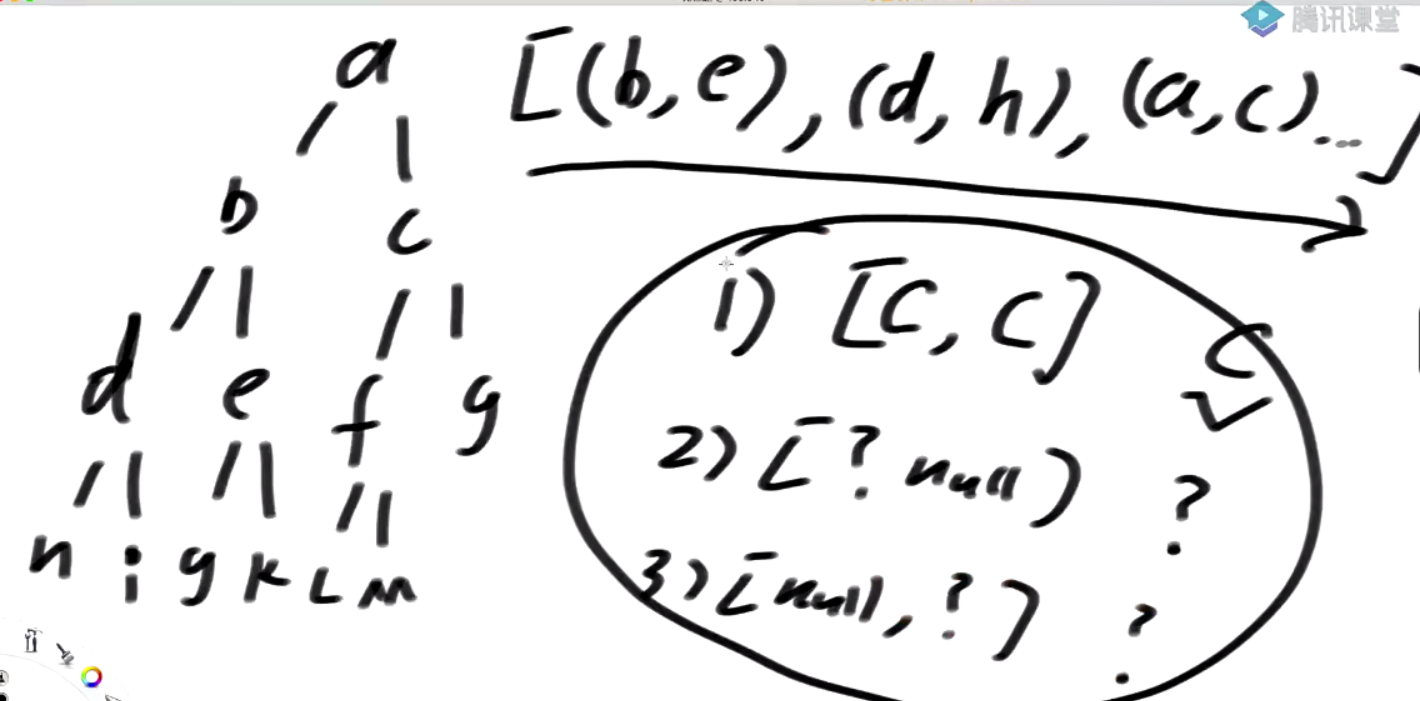 腾讯课堂
a [(b,e),(d,h),(a,c)...]
b c
1) [C,C] C
d e f g
2) [? null) ?
n i g k L m
3) [null,?] ?